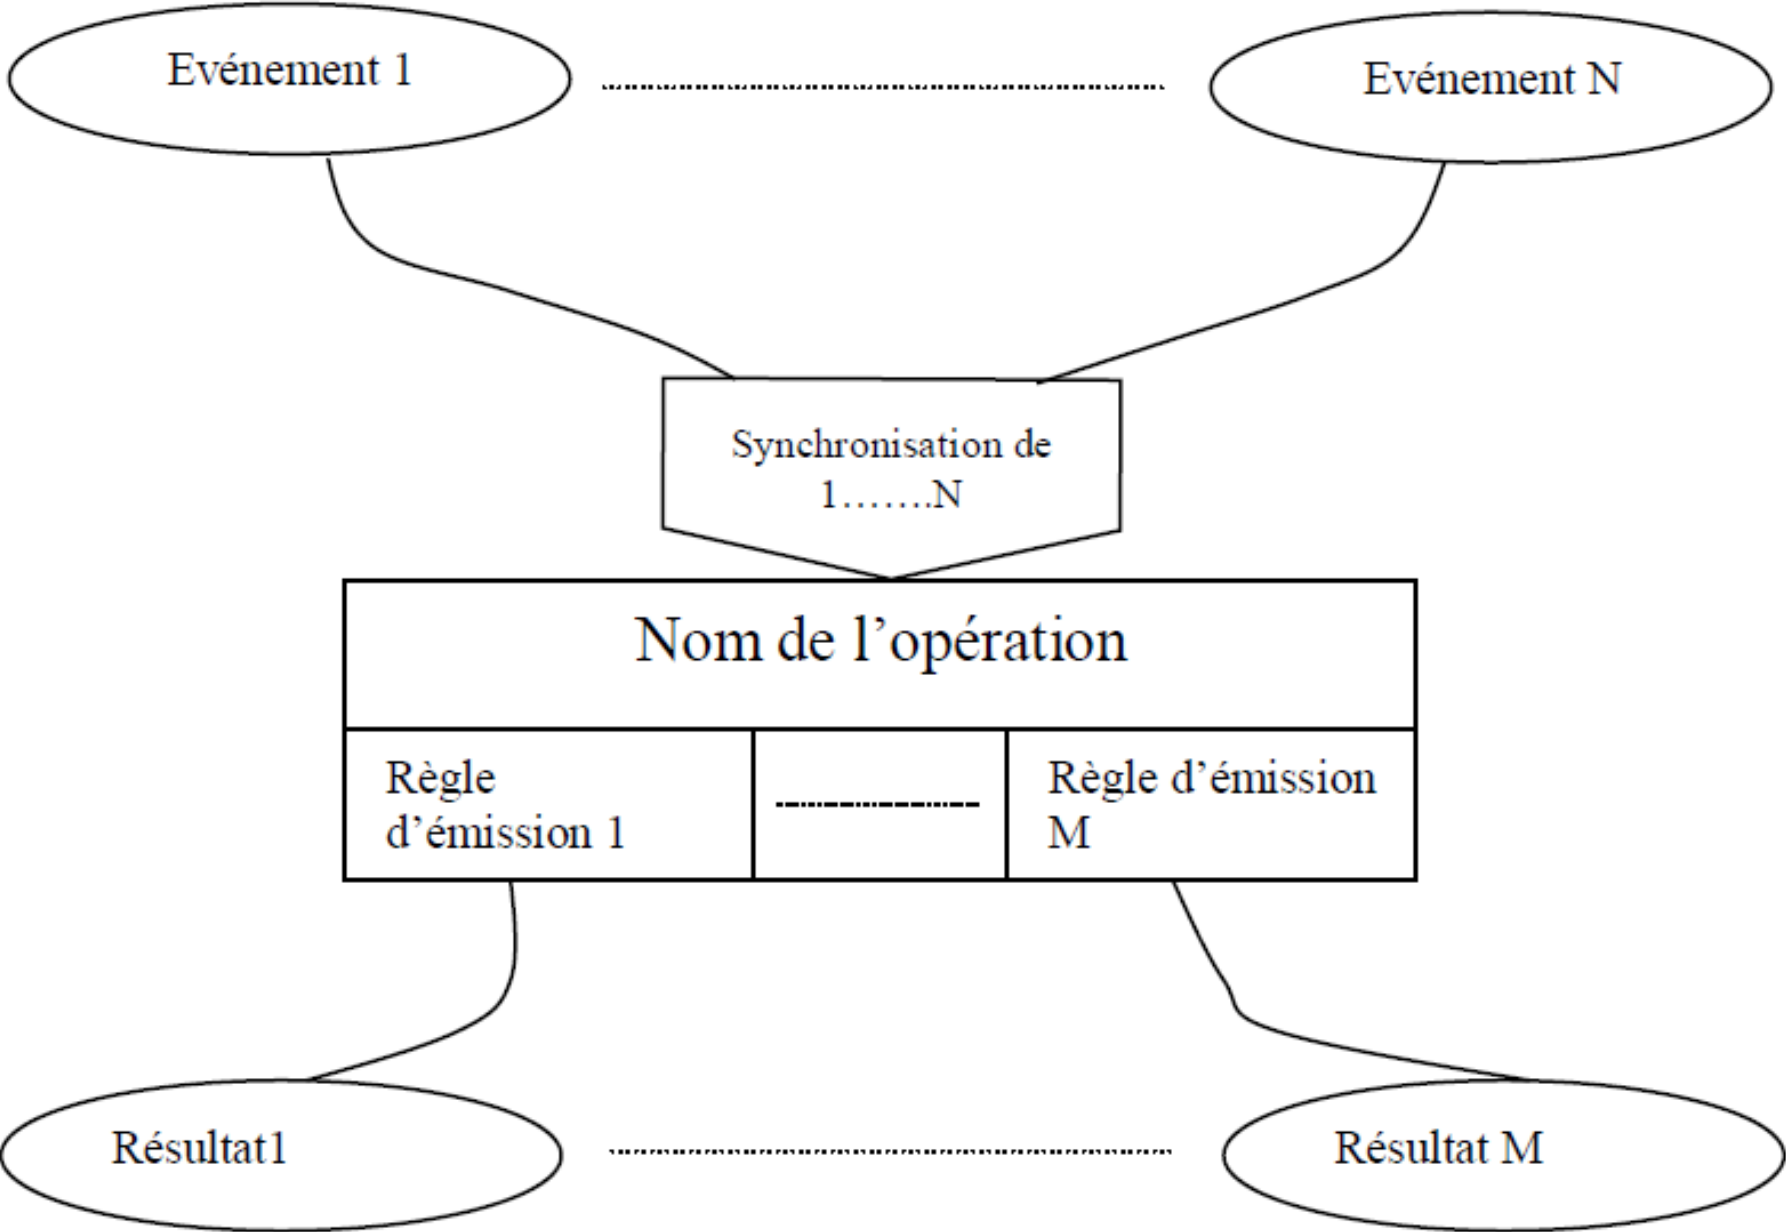 Evénement 1
Evénement N
Synchronisation de
1…….N
Nom de l’opération
Règle
d’émission 1
Règle d’émission
M
Résultat1
Résultat M